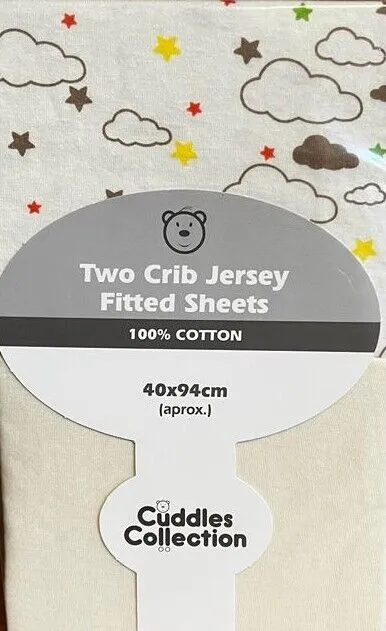 Two Crib Jersey
Fitted Sheets
100% COTTON
40x94cm
(aprox.)
Cuddles
Collection